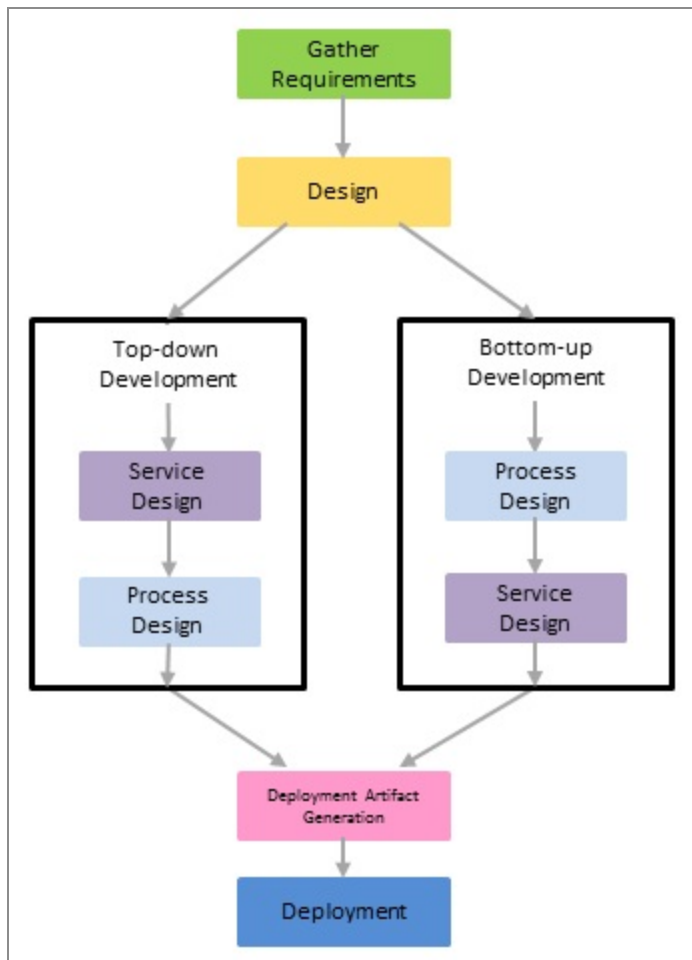 Gather
Requirements
Design
Top-down
Development
Service
Design
Process
Design
Bottom-up
Development
Process
Design
Service
Design
Deployment Artifact
Generation
Deployment